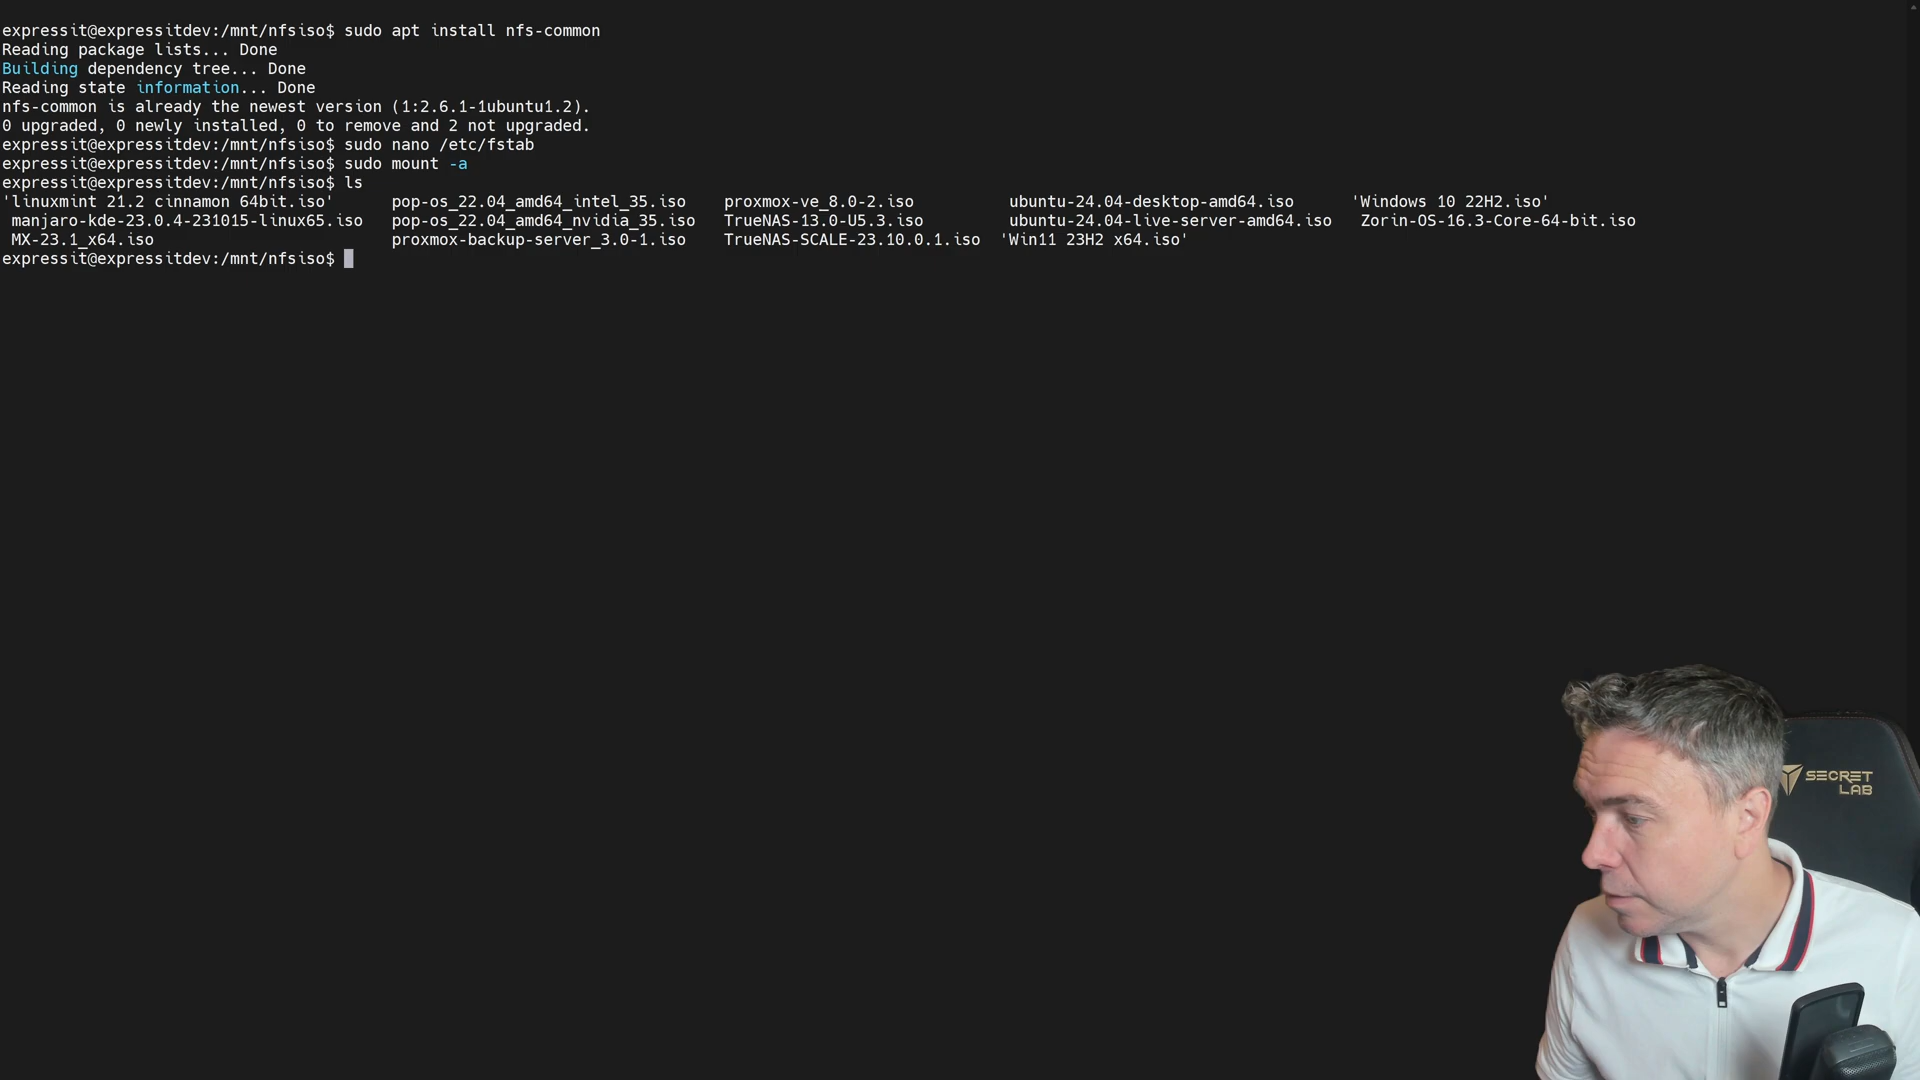 expressit@expressitdev:/mnt/nfsiso$ sudo apt install nfs-common
Reading package lists... Done
Building dependency tree... Done
Reading state information... Done
nfs-common is already the newest version (1:2.6.1-1ubuntu1.2).
0 upgraded, 0 newly installed, 0 to remove and 2 not upgraded.
expressit@expressitdev:/mnt/nfsiso$ sudo nano /etc/fstab
expressit@expressitdev:/mnt/nfsiso$ sudo mount -a
expressit@expressitdev:/mnt/nfsiso$ ls
'linuxmint 21.2 cinnamon 64bit.iso' pop-os_22.04_amd64_intel_35.iso proxmox-ve_8.0-2.iso ubuntu-24.04-desktop-amd64.iso 'Windows 10 22H2.iso'
manjaro-kde-23.0.4-231015-linux65.iso pop-os_22.04_amd64_nvidia_35.iso TrueNAS-13.0-U5.3.iso ubuntu-24.04-live-server-amd64.iso Zorin-OS-16.3-Core-64-bit.iso
MX-23.1_x64.iso proxmox-backup-server_3.0-1.iso TrueNAS-SCALE-23.10.0.1.iso 'Win11 23H2 x64.iso'
expressit@expressitdev:/mnt/nfsiso$
SECRET
LAB